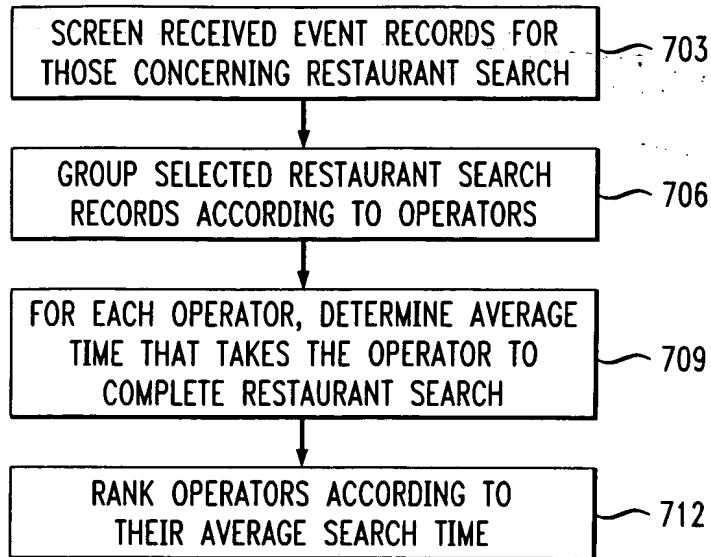 SCREEN RECEIVED EVENT RECORDS FOR
THOSE CONCERNING RESTAURANT SEARCH
703
GROUP SELECTED RESTAURANT SEARCH
RECORDS ACCORDING TO OPERATORS
706
FOR EACH OPERATOR, DETERMINE AVERAGE
TIME THAT TAKES THE OPERATOR TO
COMPLETE RESTAURANT SEARCH
709
RANK OPERATORS ACCORDING TO
THEIR AVERAGE SEARCH TIME
712